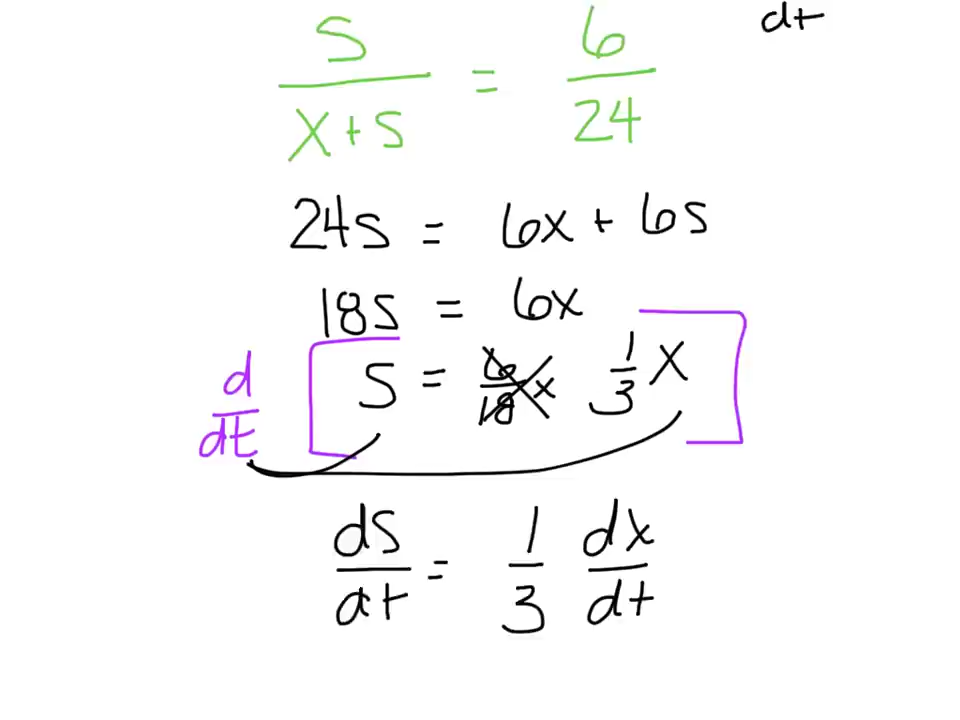 dt
S/(x+S) = 6/24
24S = 6x + 6S
18S = 6x
d/dt [S = 6/18 x 1/3 x]
dS/dt = 1/3 dx/dt